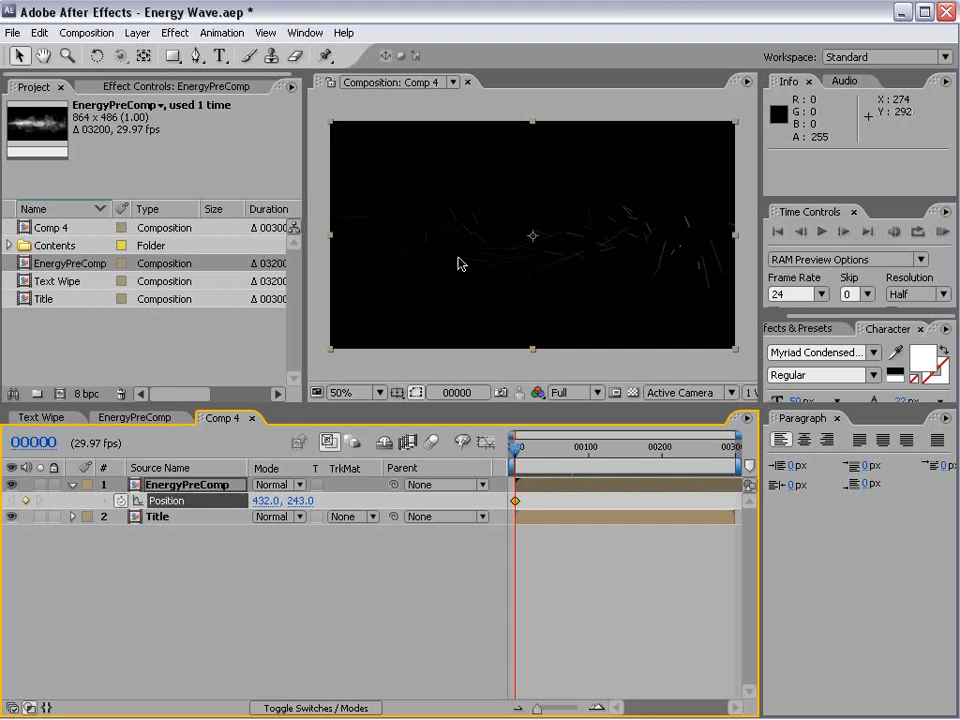 Adobe After Effects - Energy Wave.aep *
File Edit Composition Layer Effect Animation View Window Help
Workspace: Standard
Project Effect Controls: EnergyPreComp
EnergyPreComp, used 1 time
864 x 486 (1.00)
Δ 03200, 29.97 fps
Name Type Size Duration
Comp 4 Composition Δ 00300
Contents Folder
EnergyPreComp Composition Δ 03200
Text Wipe Composition Δ 03200
Title Composition Δ 00300
8 bpc
Composition: Comp 4
50% 00000 Full Active Camera 1 V
Info Audio
R : 0
G : 0
B : 0
A : 255
X : 274
Y : 292
Time Controls
RAM Preview Options
Frame Rate Skip Resolution
24 0 Half
ffects & Presets Character
Myriad Condensed...
Regular
Text Wipe EnergyPreComp Comp 4
00000 (29.97 fps)
00100 00200
# Source Name Mode T TrkMat Parent
1 EnergyPreComp Normal None
Position 432.0, 243.0
2 Title Normal None None
Toggle Switches / Modes
Paragraph
0 px 0 px 0 px
0 px 0 px